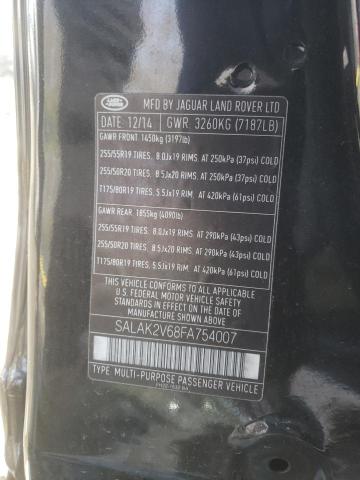 LAND ROVER
MFD BY JAGUAR LAND ROVER LTD
DATE: 12/14 GWR. 3260KG (7187LB)
GAWR FRONT. 1450kg (3197lb)
255/55R19 TIRES. 8.0Jx19 RIMS. AT 250kPa (37psi) COLD
255/50R20 TIRES. 8.5Jx20 RIMS. AT 250kPa (37psi) COLD
T175/80R19 TIRES. 5.5Jx19 RIM. AT 420kPa (61psi) COLD
GAWR REAR. 1855kg (4090lb)
255/55R19 TIRES. 8.0Jx19 RIMS. AT 290kPa (43psi) COLD
255/50R20 TIRES. 8.5Jx20 RIMS. AT 290kPa (43psi) COLD
T175/80R19 TIRES. 5.5Jx19 RIM. AT 420kPa (61psi) COLD
THIS VEHICLE CONFORMS TO ALL APPLICABLE
U.S. FEDERAL MOTOR VEHICLE SAFETY
STANDARDS IN EFFECT ON THE DATE OF
MANUFACTURE SHOWN ABOVE.
SALAK2V68FA754007
TYPE: MULTI-PURPOSE PASSENGER VEHICLE